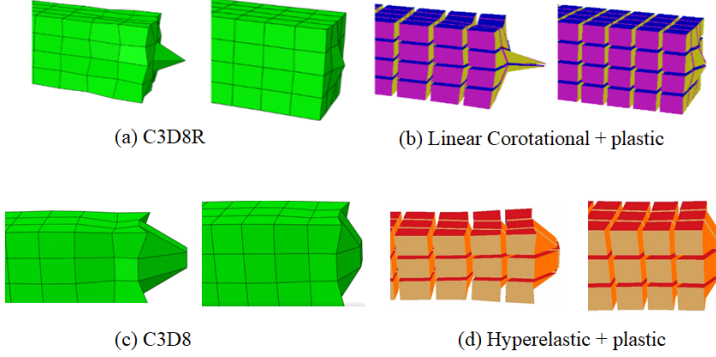 (a) C3D8R
(b) Linear Corotational + plastic
(c) C3D8
(d) Hyperelastic + plastic